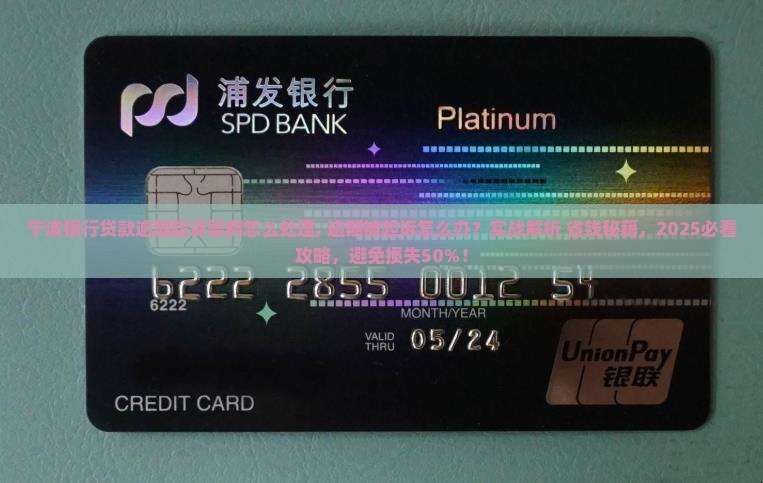 浦发银行
SPD BANK
Platinum
宁波银行贷款逾期起诉案例怎么处理,逾期被起诉怎么办？实战解析 省钱秘籍，2025必看
攻略，避免损失50%！
6222 2855 0012 54
6222
MONTH/YEAR
VALID
THRU
05/24
UnionPay
银联
CREDIT CARD